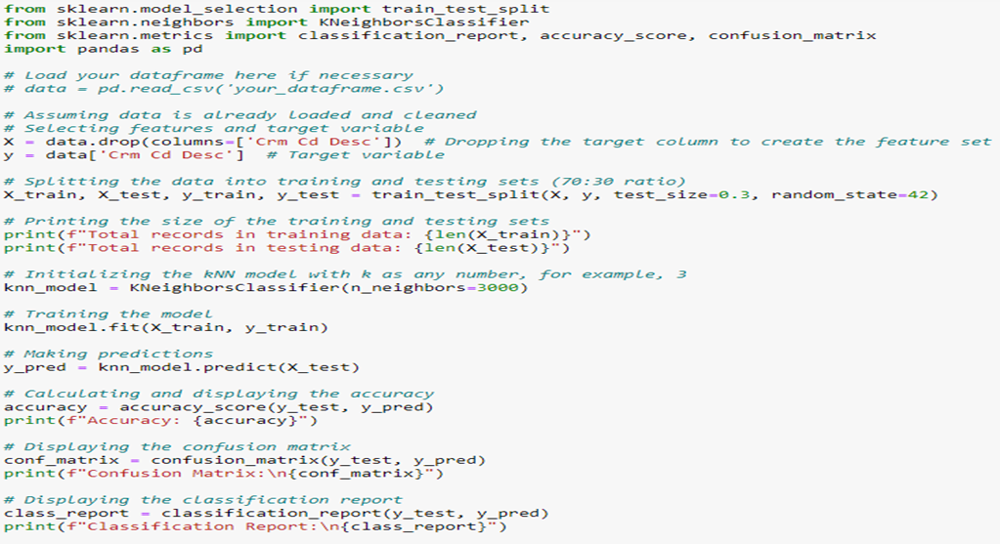 from sklearn.model_selection import train_test_split
from sklearn.neighbors import KNeighborsClassifier
from sklearn.metrics import classification_report, accuracy_score, confusion_matrix
import pandas as pd
# Load your dataframe here if necessary
# data = pd.read_csv('your_dataframe.csv')
# Assuming data is already loaded and cleaned
# Selecting features and target variable
X = data.drop(columns=['Crm Cd Desc']) # Dropping the target column to create the feature set
y = data['Crm Cd Desc'] # Target variable
# Splitting the data into training and testing sets (70:30 ratio)
X_train, X_test, y_train, y_test = train_test_split(X, y, test_size=0.3, random_state=42)
# Printing the size of the training and testing sets
print(f"Total records in training data: {len(X_train)}")
print(f"Total records in testing data: {len(X_test)}")
# Initializing the kNN model with k as any number, for example, 3
knn_model = KNeighborsClassifier(n_neighbors=3000)
# Training the model
knn_model.fit(X_train, y_train)
# Making predictions
y_pred = knn_model.predict(X_test)
# Calculating and displaying the accuracy
accuracy = accuracy_score(y_test, y_pred)
print(f"Accuracy: {accuracy}")
# Displaying the confusion matrix
conf_matrix = confusion_matrix(y_test, y_pred)
print(f"Confusion Matrix:\n{conf_matrix}")
# Displaying the classification report
class_report = classification_report(y_test, y_pred)
print(f"Classification Report:\n{class_report}")